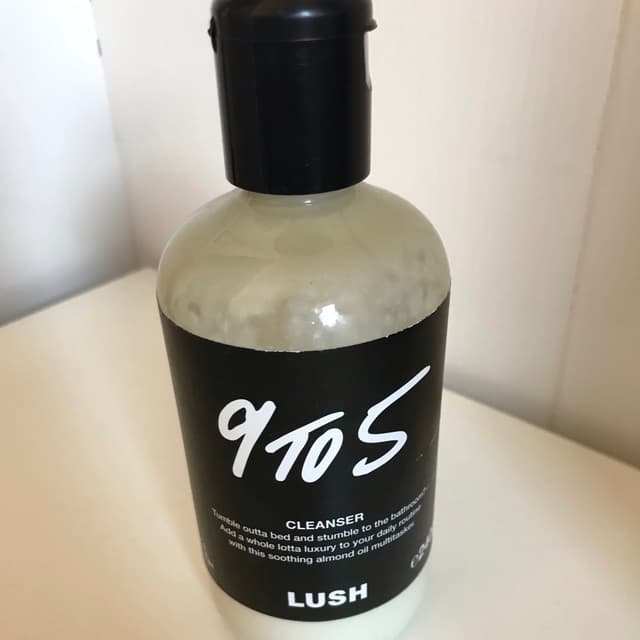 9 TO 5
CLEANSER
Tumble outta bed and stumble to the bathroom.
Add a whole lotta luxury to your daily routine
with this soothing almond oil multitasker.
LUSH